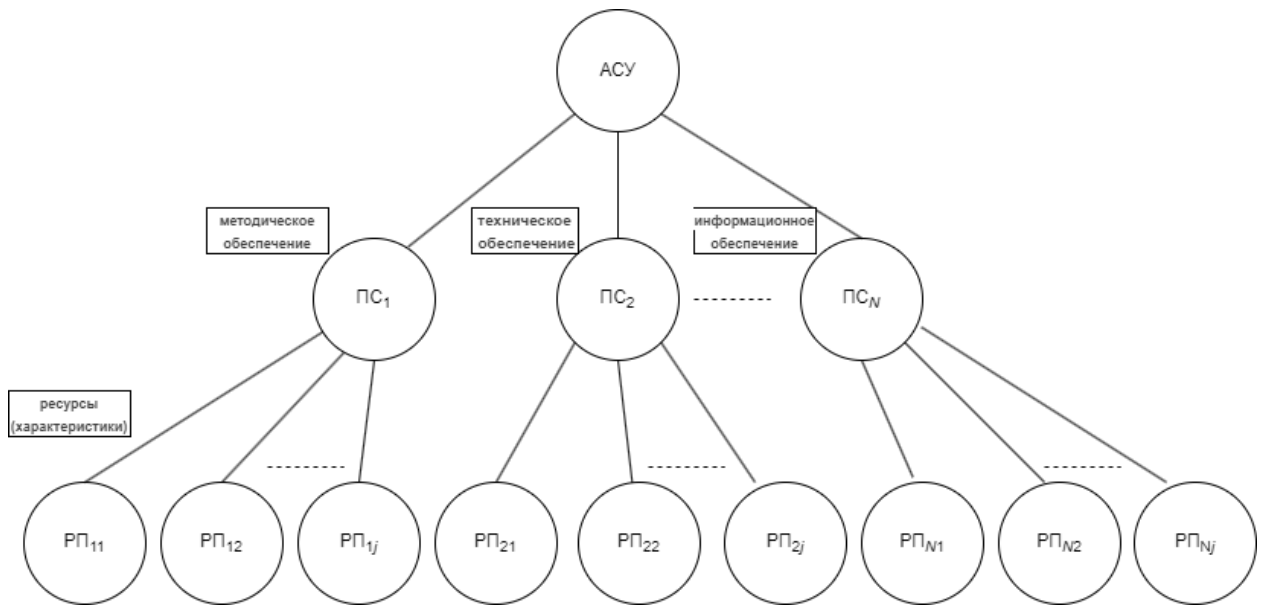 АСУ
методическое
обеспечение
техническое
обеспечение
информационное
обеспечение
ПС1
ПС2
ПСN
ресурсы
(характеристики)
РП11
РП12
РП1j
РП21
РП22
РП2j
РПN1
РПN2
РПNj